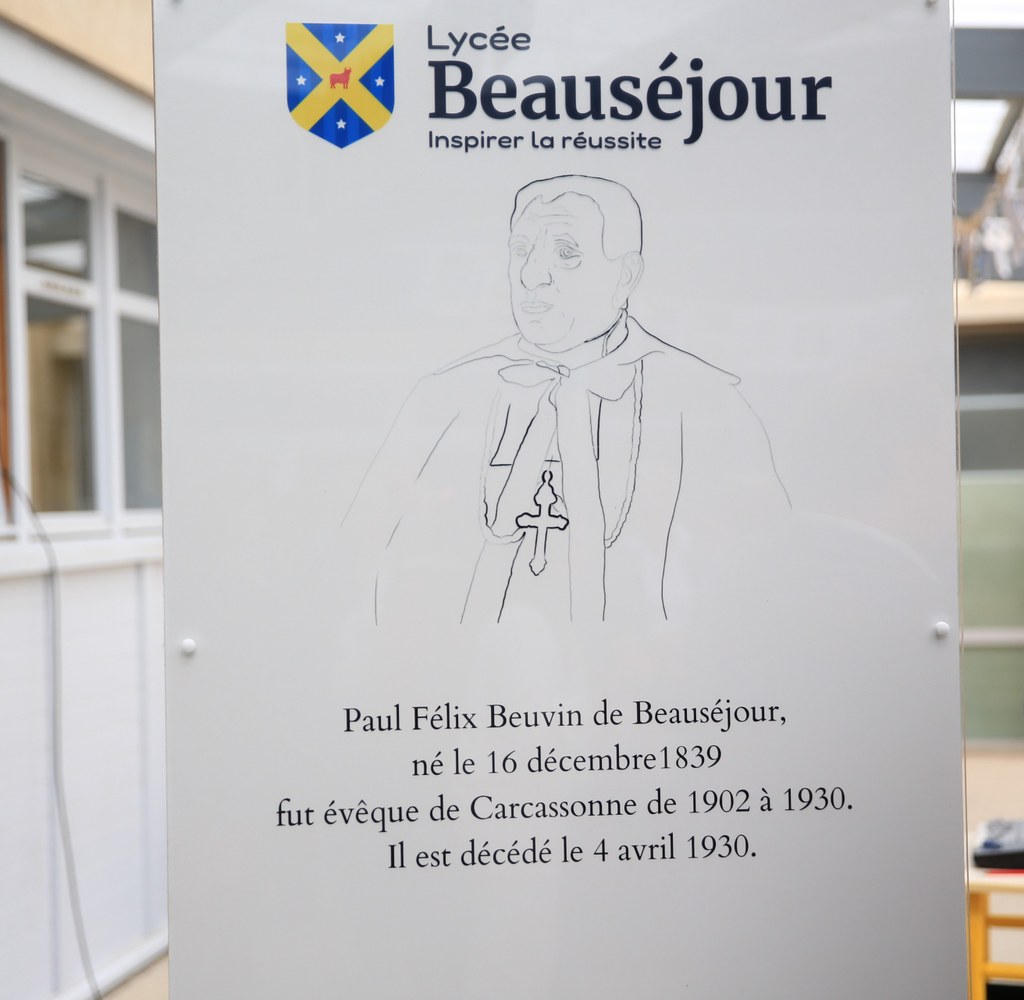 Lycée
Beauséjour
Inspirer la réussite
Paul Félix Beuvin de Beauséjour,
né le 16 décembre1839
fut évêque de Carcassonne de 1902 à 1930.
Il est décédé le 4 avril 1930.